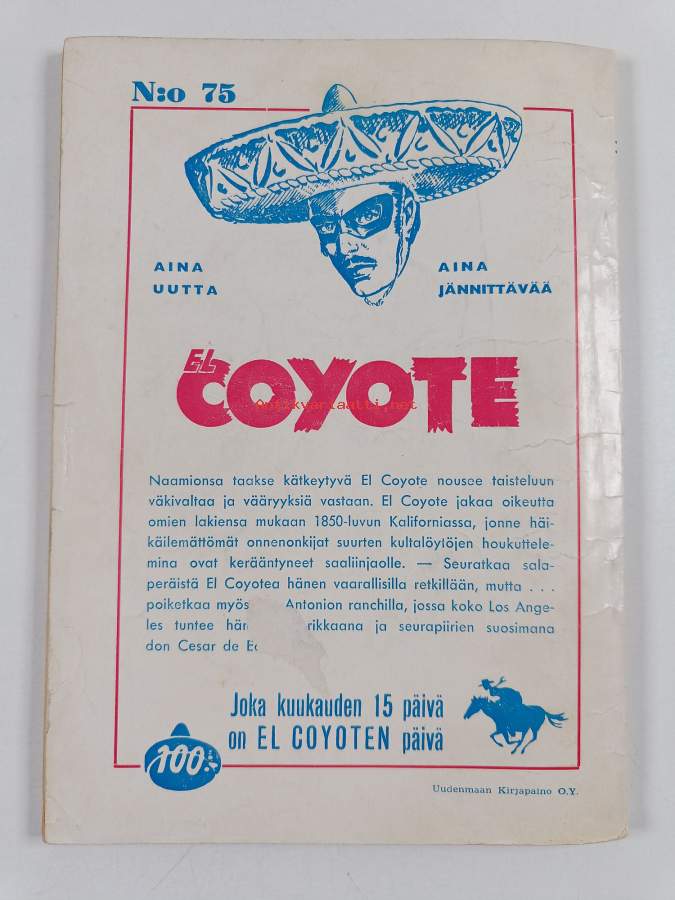 N:o 75
AINA UUTTA
AINA JÄNNITTÄVÄÄ
EL COYOTE
Antikvariaatti.net
Naamionsa taakse kätkeytyvä El Coyote nousee taisteluun
väkivaltaa ja vääryyksiä vastaan. El Coyote jakaa oikeutta
omien lakiensa mukaan 1850-luvun Kaliforniassa, jonne häi-
käilemättömät onnenonkijat suurten kultalöytöjen houkuttele-
mina ovat kerääntyneet saaliinjaolle. — Seuratkaa sala-
peräistä El Coyotea hänen vaarallisilla retkillään, mutta . . .
poiketkaa Antonion ranchilla, jossa koko Los Ange-
les tuntee rikkaana ja seurapiirien suosimana
don Cesar de
Joka kuukauden 15 päivä
on EL COYOTEN päivä
100:-
Uudenmaan Kirjapaino O.Y.